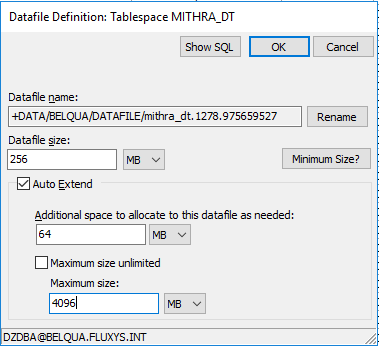 Datafile Definition: Tablespace MITHRA_DT
Show SQL OK Cancel
Datafile name:
+DATA/BELQUA/DATAFILE/mithra_dt.1278.975659527 Rename
Datafile size:
256 MB Minimum Size?
Auto Extend
Additional space to allocate to this datafile as needed:
64 MB
Maximum size unlimited
Maximum size:
4096 MB
DZDBA@BELQUA.FLUXYS.INT